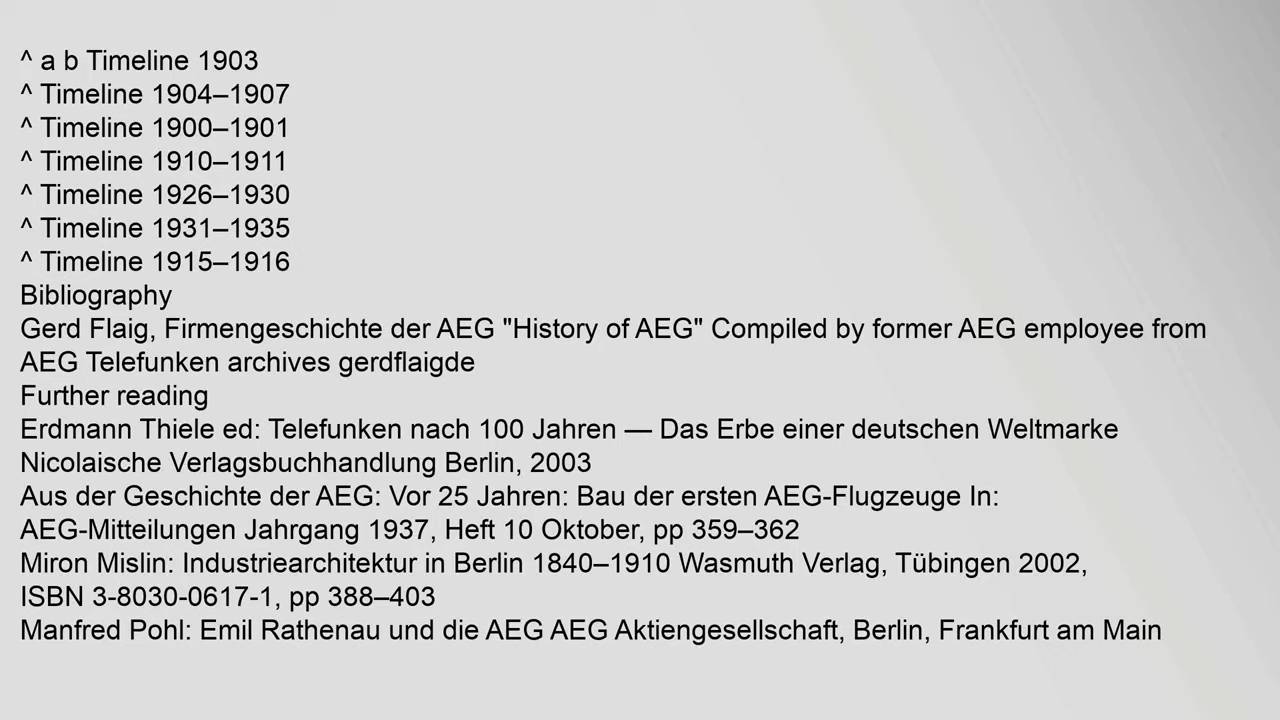 ^ a b Timeline 1903
^ Timeline 1904–1907
^ Timeline 1900–1901
^ Timeline 1910–1911
^ Timeline 1926–1930
^ Timeline 1931–1935
^ Timeline 1915–1916
Bibliography
Gerd Flaig, Firmengeschichte der AEG "History of AEG" Compiled by former AEG employee from
AEG Telefunken archives gerdflaigde
Further reading
Erdmann Thiele ed: Telefunken nach 100 Jahren — Das Erbe einer deutschen Weltmarke
Nicolaische Verlagsbuchhandlung Berlin, 2003
Aus der Geschichte der AEG: Vor 25 Jahren: Bau der ersten AEG-Flugzeuge In:
AEG-Mitteilungen Jahrgang 1937, Heft 10 Oktober, pp 359–362
Miron Mislin: Industriearchitektur in Berlin 1840–1910 Wasmuth Verlag, Tübingen 2002,
ISBN 3-8030-0617-1, pp 388–403
Manfred Pohl: Emil Rathenau und die AEG AEG Aktiengesellschaft, Berlin, Frankfurt am Main